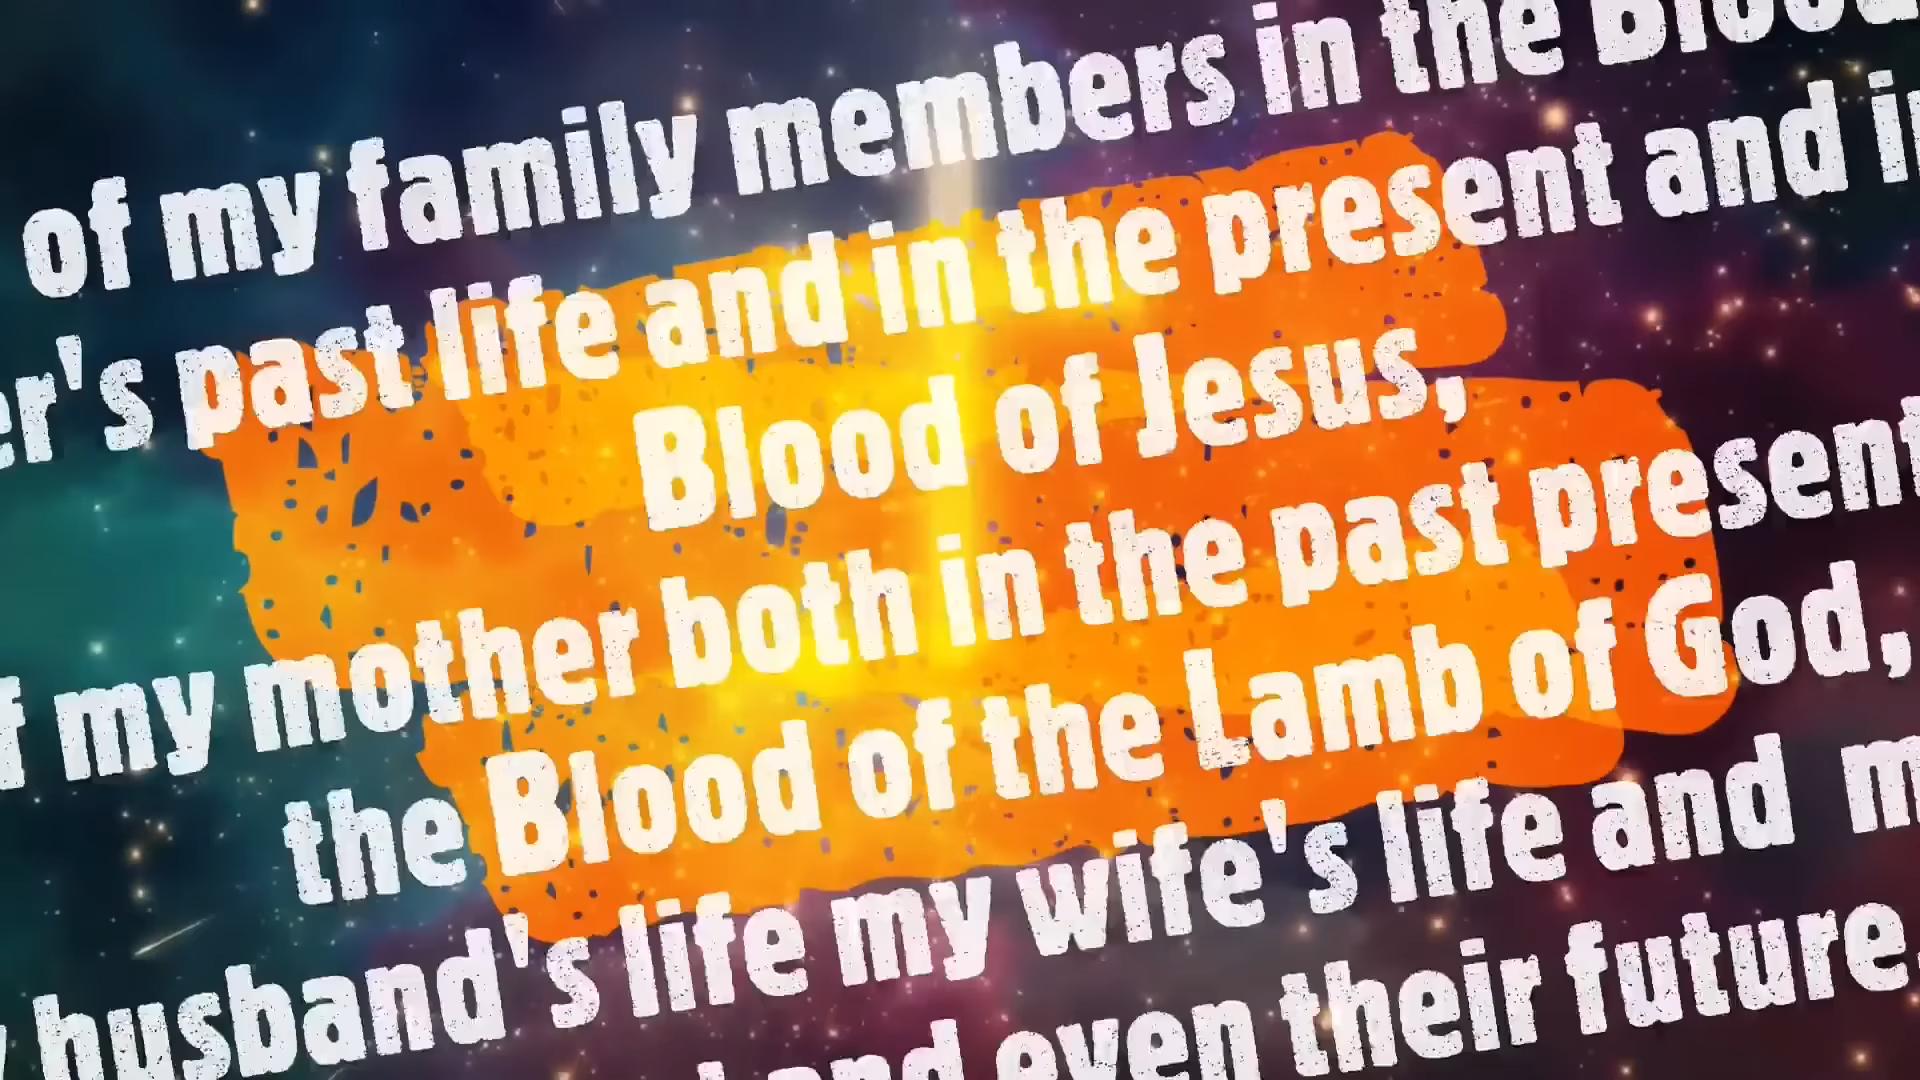 of my family members in the Blood
er's past life and in the present and in
Blood of Jesus,
my mother both in the past present
the Blood of the Lamb of God,
husband's life my wife's life and m
and even their future.